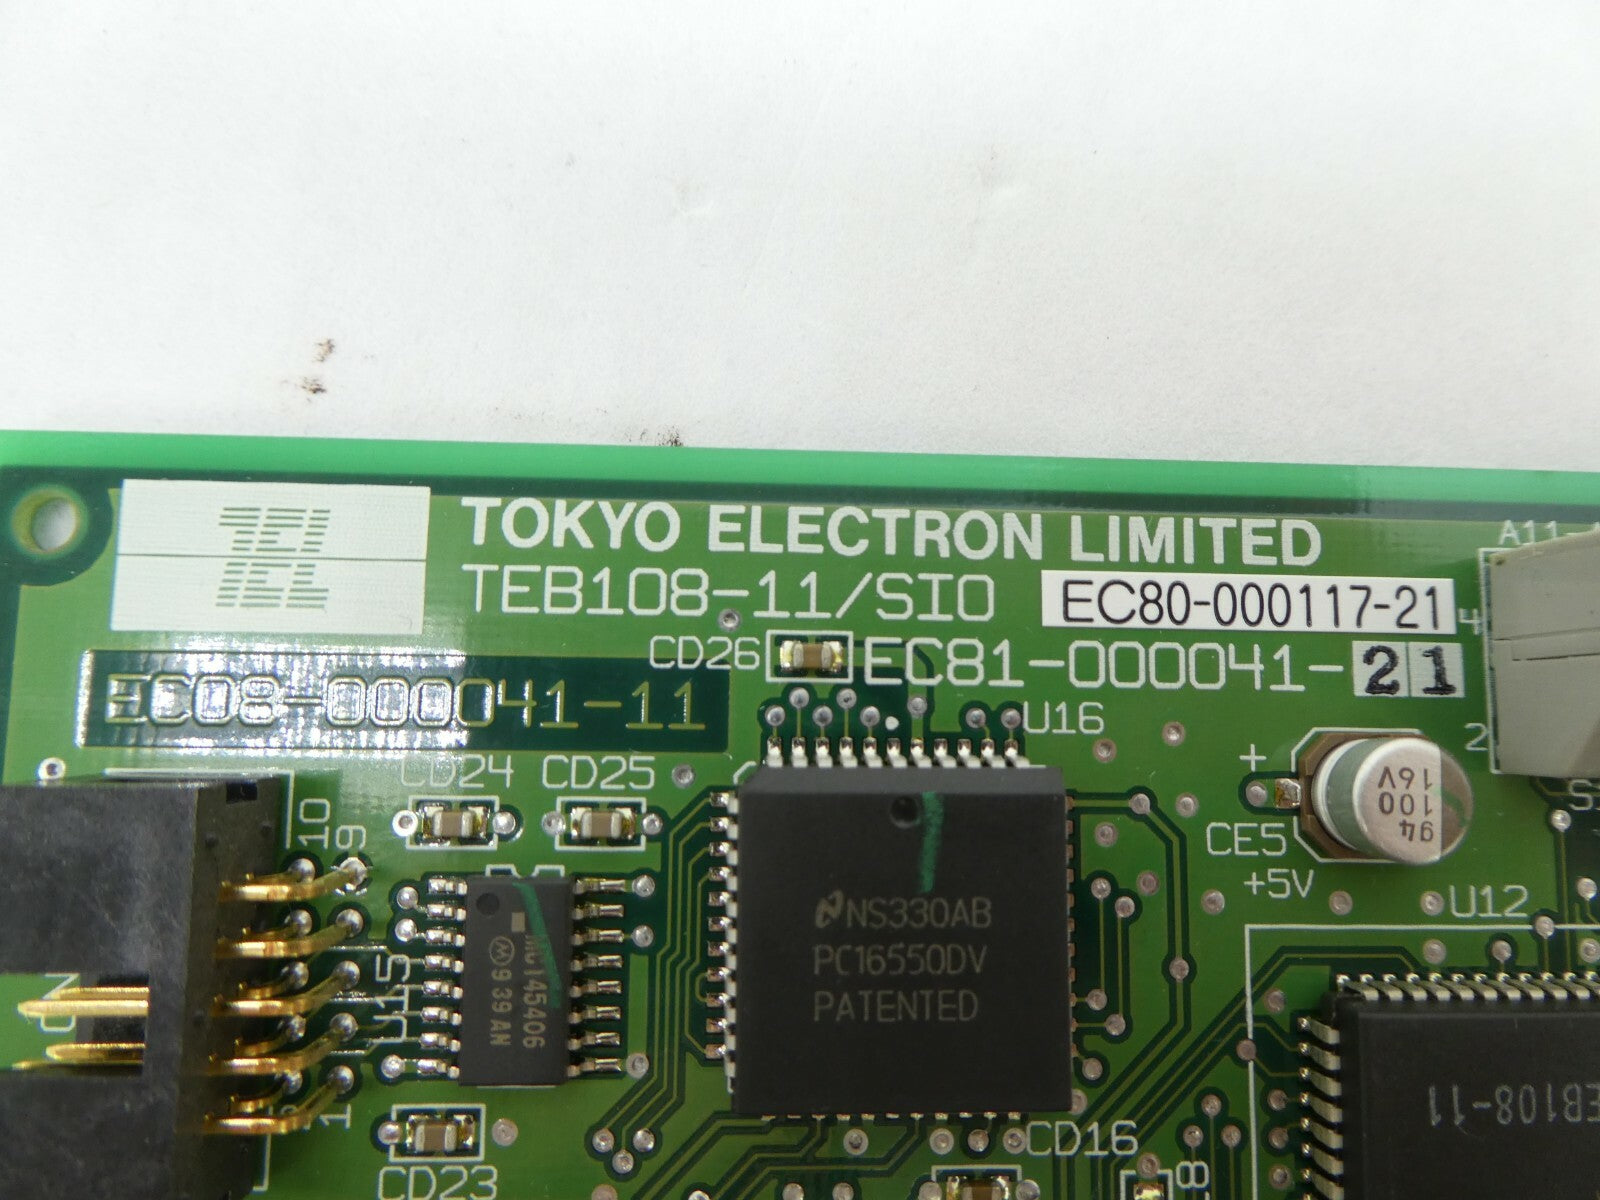 TEL
TOKYO ELECTRON LIMITED
TEB108-11/SIO
EC80-000117-21
A11
4
CD26
EC81-000041-21
EC08-000041-11
U16
2
CD24
CD25
+
10
9
NS330AB
PC16550DV
PATENTED
94
100
16V
CE5
+5V
U12
U15
MC145406
939AN
1
CD16
CD23
EB108-11